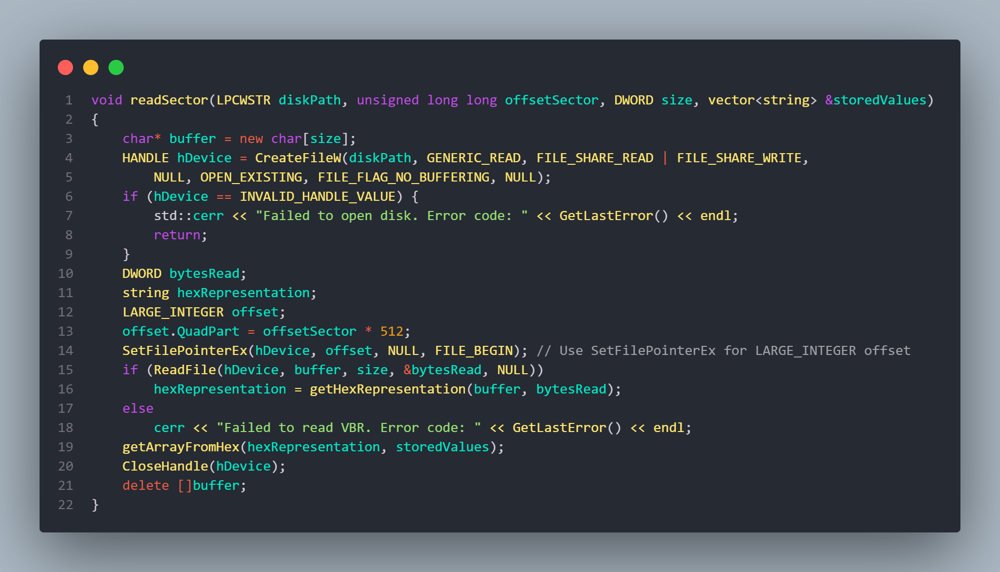 1 void readSector(LPCWSTR diskPath, unsigned long long offsetSector, DWORD size, vector<string> &storedValues)
2 {
3     char* buffer = new char[size];
4     HANDLE hDevice = CreateFileW(diskPath, GENERIC_READ, FILE_SHARE_READ | FILE_SHARE_WRITE,
5         NULL, OPEN_EXISTING, FILE_FLAG_NO_BUFFERING, NULL);
6     if (hDevice == INVALID_HANDLE_VALUE) {
7         std::cerr << "Failed to open disk. Error code: " << GetLastError() << endl;
8         return;
9     }
10     DWORD bytesRead;
11     string hexRepresentation;
12     LARGE_INTEGER offset;
13     offset.QuadPart = offsetSector * 512;
14     SetFilePointerEx(hDevice, offset, NULL, FILE_BEGIN); // Use SetFilePointerEx for LARGE_INTEGER offset
15     if (ReadFile(hDevice, buffer, size, &bytesRead, NULL))
16         hexRepresentation = getHexRepresentation(buffer, bytesRead);
17     else
18         cerr << "Failed to read VBR. Error code: " << GetLastError() << endl;
19     getArrayFromHex(hexRepresentation, storedValues);
20     CloseHandle(hDevice);
21     delete []buffer;
22 }